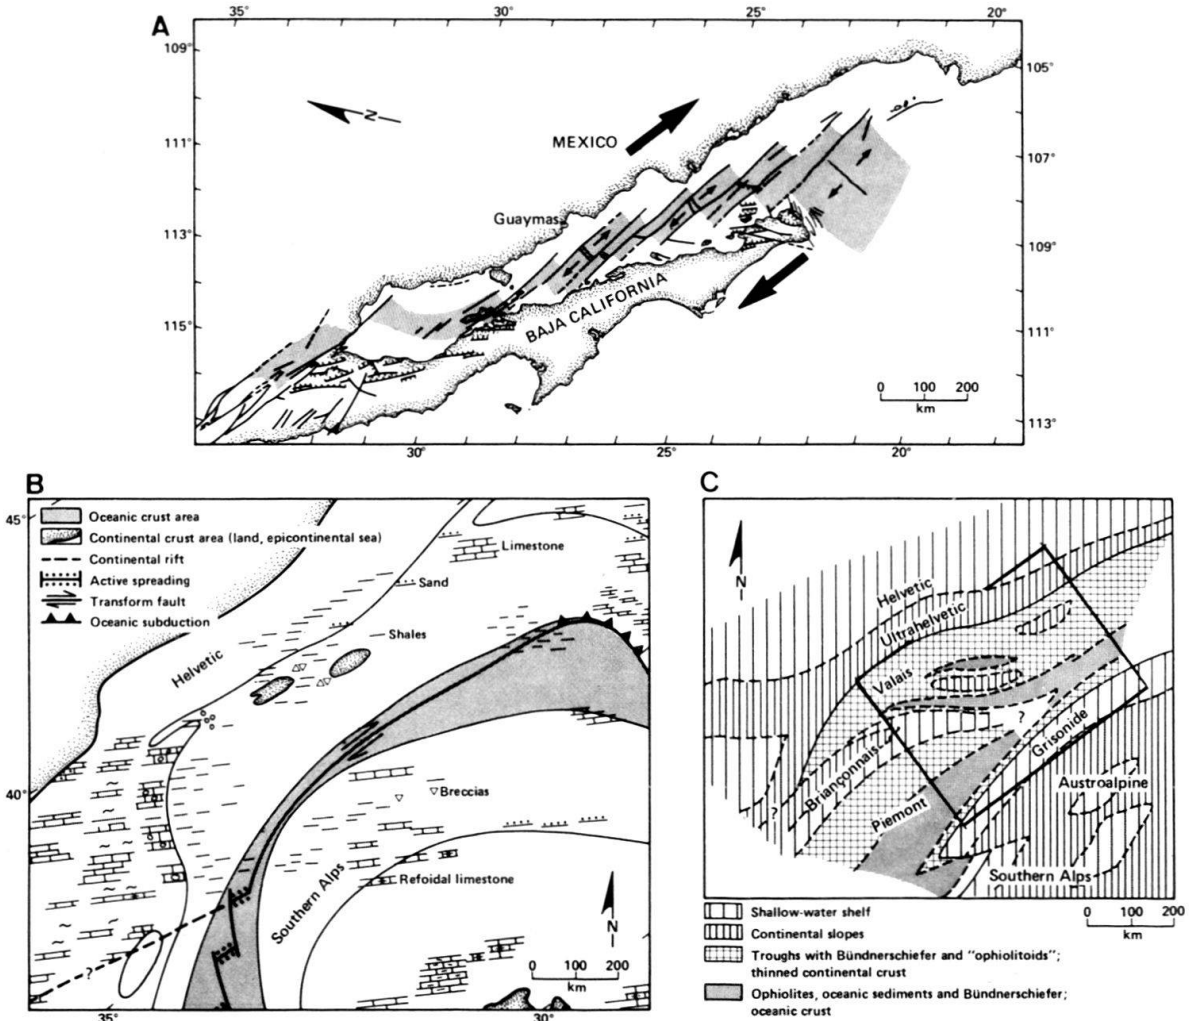 A
35°
30°
25°
20°
109°
105°
N
MEXICO
111°
107°
Guaymas
113°
109°
BAJA CALIFORNIA
115°
111°
0 100 200
km
113°
30°
25°
20°
B
45°
Oceanic crust area
Continental crust area (land, epicontinental sea)
Continental rift
Active spreading
Transform fault
Oceanic subduction
Limestone
Sand
Shales
Helvetic
40°
Breccias
Southern Alps
Refoidal limestone
N
?
0 100 200
km
35°
30°
C
N
Helvetic
Ultrahelvetic
Valais
?
Grisonide
Briançonnais
Austroalpine
?
Piemont
Southern Alps
Shallow-water shelf
Continental slopes
Troughs with Bündnerschiefer and "ophiolitoids";
thinned continental crust
Ophiolites, oceanic sediments and Bündnerschiefer;
oceanic crust
0 100 200
km